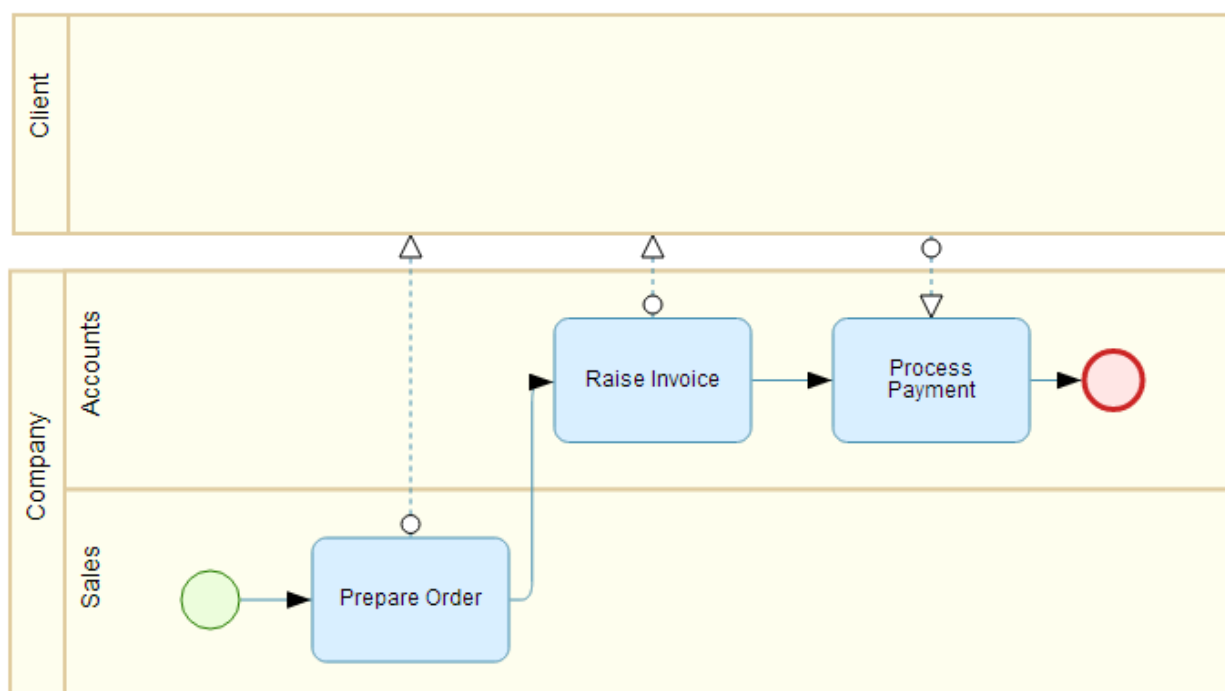 Client
Company
Accounts
Raise Invoice
Process
Payment
Sales
Prepare Order